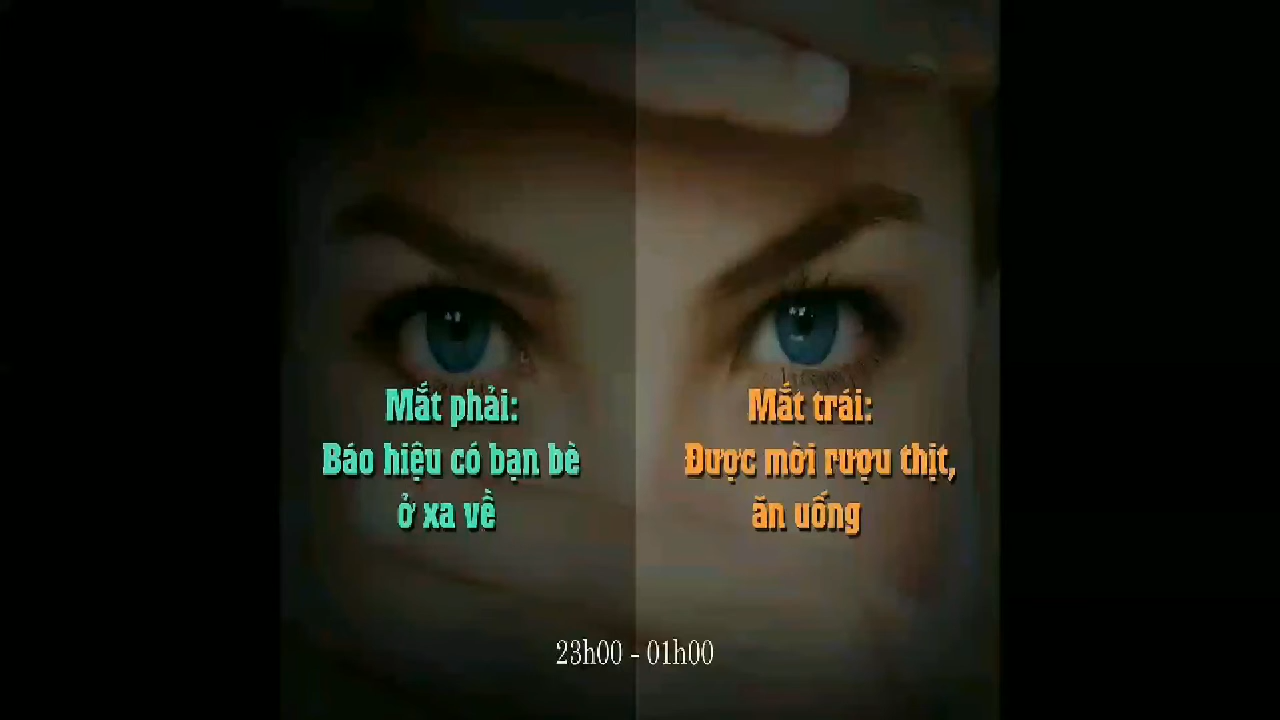 Mắt phải:
Báo hiệu có bạn bè
ở xa về
Mắt trái:
Được mời rượu thịt,
ăn uống
23h00 - 01h00